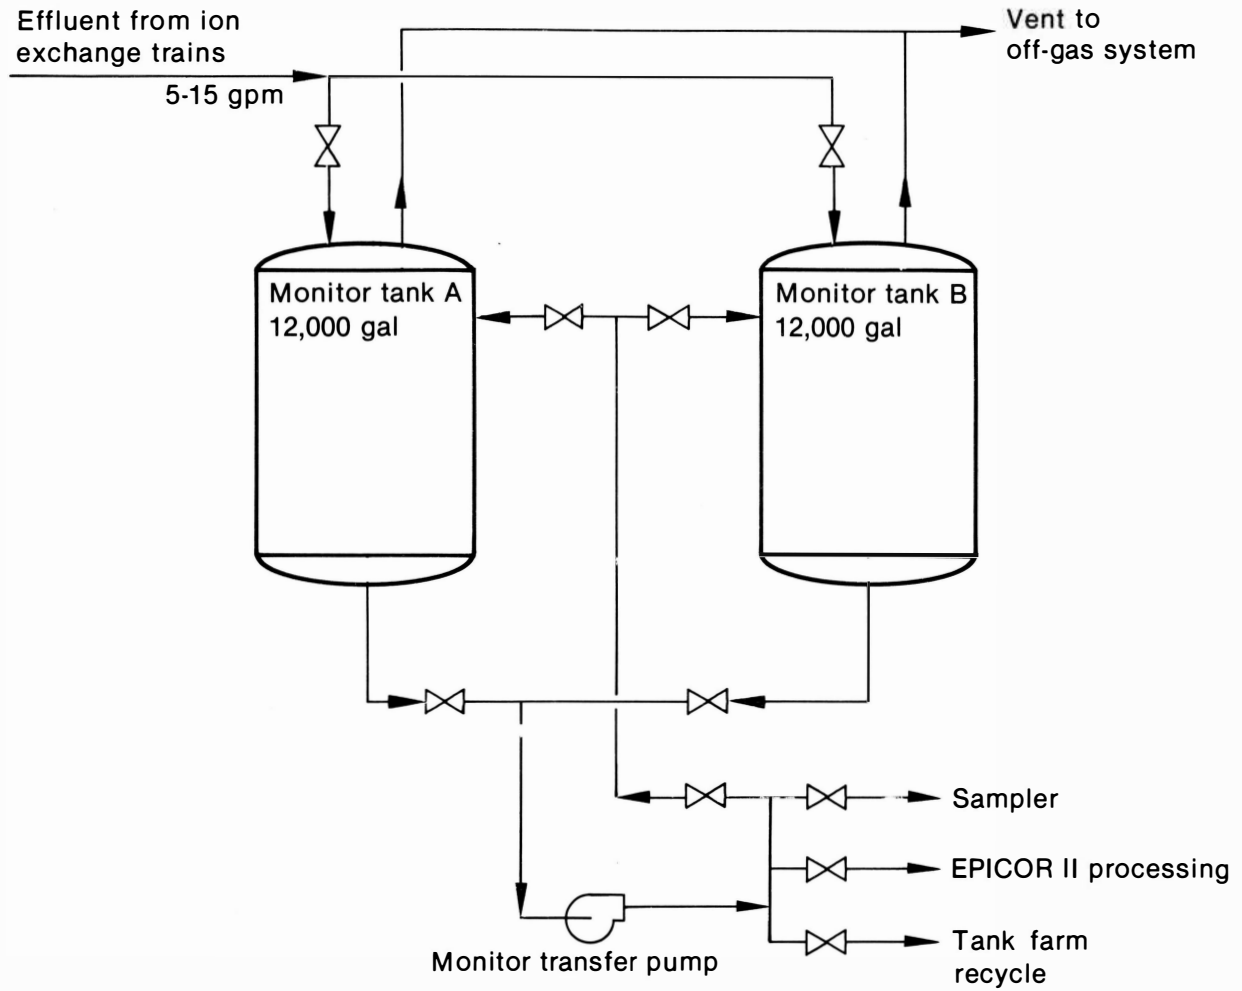 Effluent from ion
exchange trains
5-15 gpm
Vent to
off-gas system
Monitor tank A
12,000 gal
Monitor tank B
12,000 gal
Sampler
EPICOR II processing
Monitor transfer pump
Tank farm
recycle